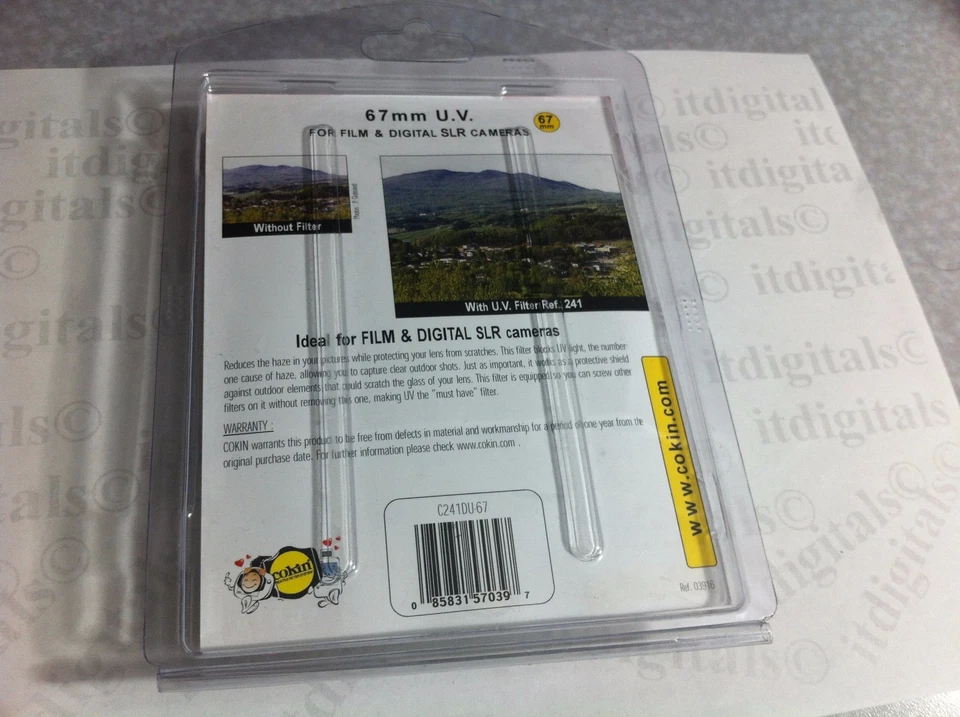 67mm U.V.
FOR FILM & DIGITAL SLR CAMERAS
67
mm
Without Filter
With U.V. Filter Ref. 241
Ideal for FILM & DIGITAL SLR cameras
Reduces the haze in your pictures while protecting your lens from scratches. This filter blocks UV light, the number
one cause of haze, allowing you to capture clear outdoor shots. Just as important, it works as a protective shield
against outdoor elements that could scratch the glass of your lens. This filter is equipped so you can screw other
filters on it without removing this one, making UV the "must have" filter.
WARRANTY :
COKIN warrants this product to be free from defects in material and workmanship for a period of one year from the
original purchase date. For further information please check www.cokin.com .
www.cokin.com
C241DU-67
0 85831 57039 7
cokin
Ref. 03916
itdigitals©